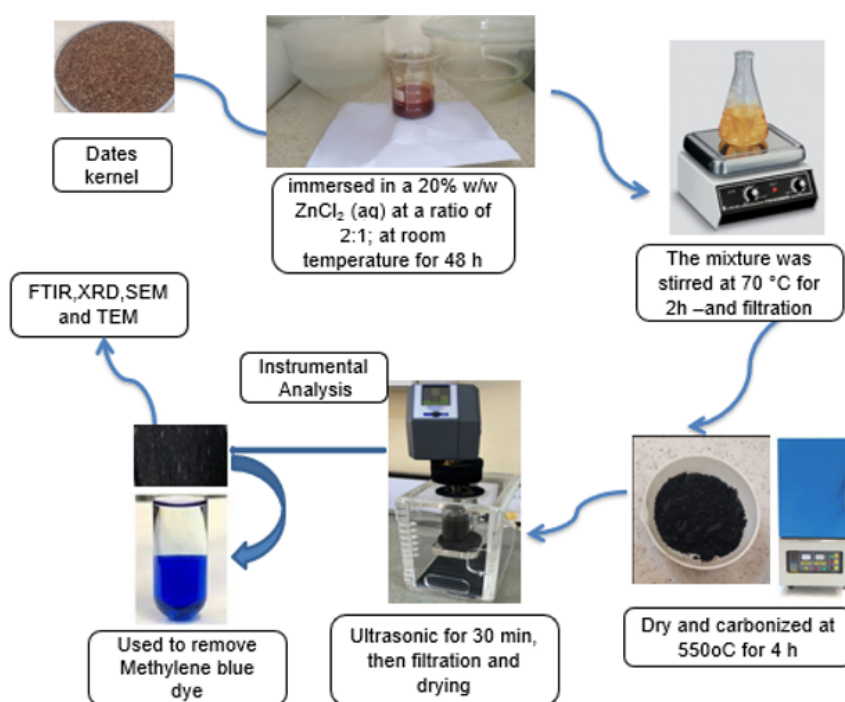 Dates
kernel
immersed in a 20% w/w
ZnCl₂ (aq) at a ratio of
2:1; at room
temperature for 48 h
The mixture was
stirred at 70 °C for
2h –and filtration
FTIR,XRD,SEM
and TEM
Instrumental
Analysis
Used to remove
Methylene blue
dye
Ultrasonic for 30 min,
then filtration and
drying
Dry and carbonized at
550oC for 4 h